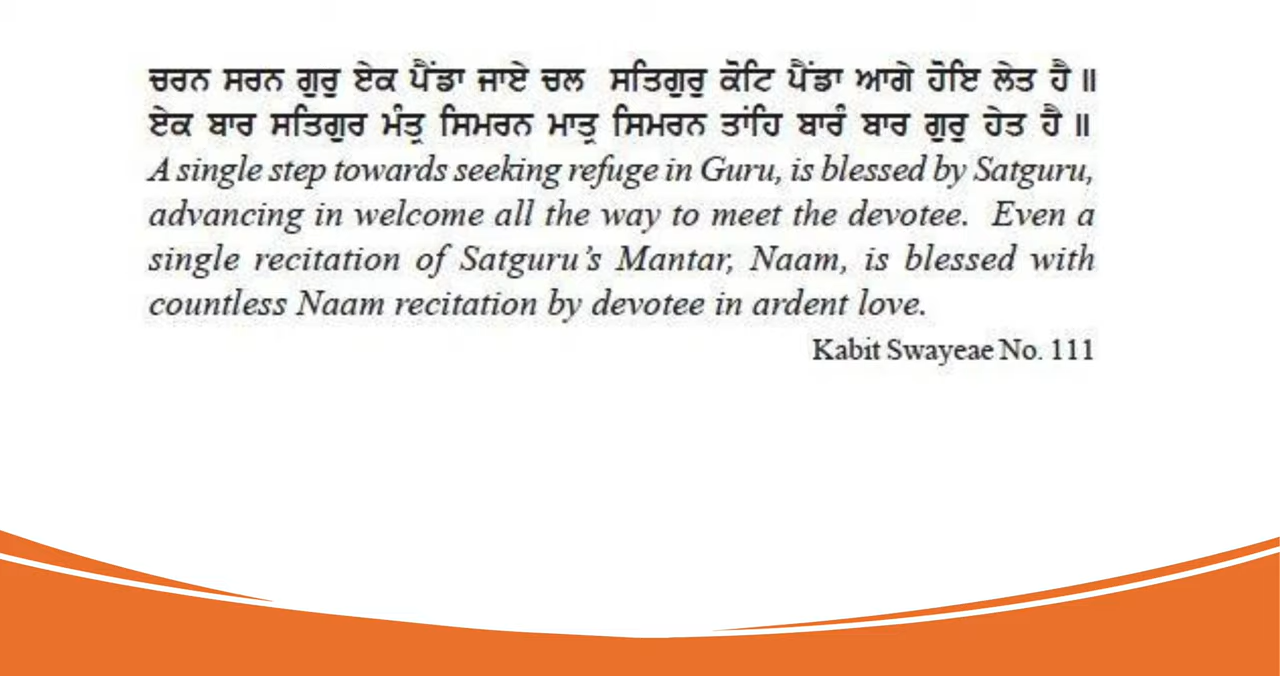 ਚਰਨ ਸਰਨ ਗੁਰੁ ਏਕ ਪੈਂਡਾ ਜਾਏ ਚਲ ਸਤਿਗੁਰੁ ਕੋਟਿ ਪੈਂਡਾ ਆਗੇ ਹੋਇ ਲੇਤ ਹੈ ॥
ਏਕ ਬਾਰ ਸਤਿਗੁਰ ਮੰਤ੍ਰ ਸਿਮਰਨ ਮਾਤ੍ਰ ਸਿਮਰਨ ਤਾਂਹਿ ਬਾਰੰ ਬਾਰ ਗੁਰੁ ਹੇਤ ਹੈ ॥
A single step towards seeking refuge in Guru, is blessed by Satguru,
advancing in welcome all the way to meet the devotee. Even a
single recitation of Satguru’s Mantar, Naam, is blessed with
countless Naam recitation by devotee in ardent love.
Kabit Swayeae No. 111